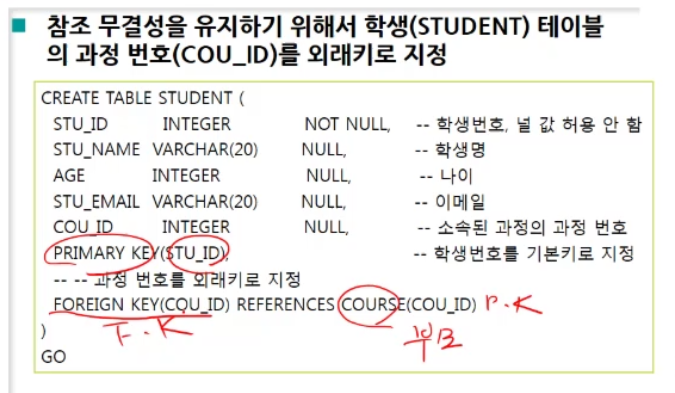 참조 무결성을 유지하기 위해서 학생(STUDENT) 테이블
의 과정 번호(COU_ID)를 외래키로 지정
CREATE TABLE STUDENT (
STU_ID INTEGER NOT NULL, -- 학생번호, 널 값 허용 안 함
STU_NAME VARCHAR(20) NULL, -- 학생명
AGE INTEGER NULL, -- 나이
STU_EMAIL VARCHAR(20) NULL, -- 이메일
COU_ID INTEGER NULL, -- 소속된 과정의 과정 번호
PRIMARY KEY(STU_ID), -- 학생번호를 기본키로 지정
-- -- 과정 번호를 외래키로 지정
FOREIGN KEY(COU_ID) REFERENCES COURSE(COU_ID) P.K
F.K
) 부모
GO